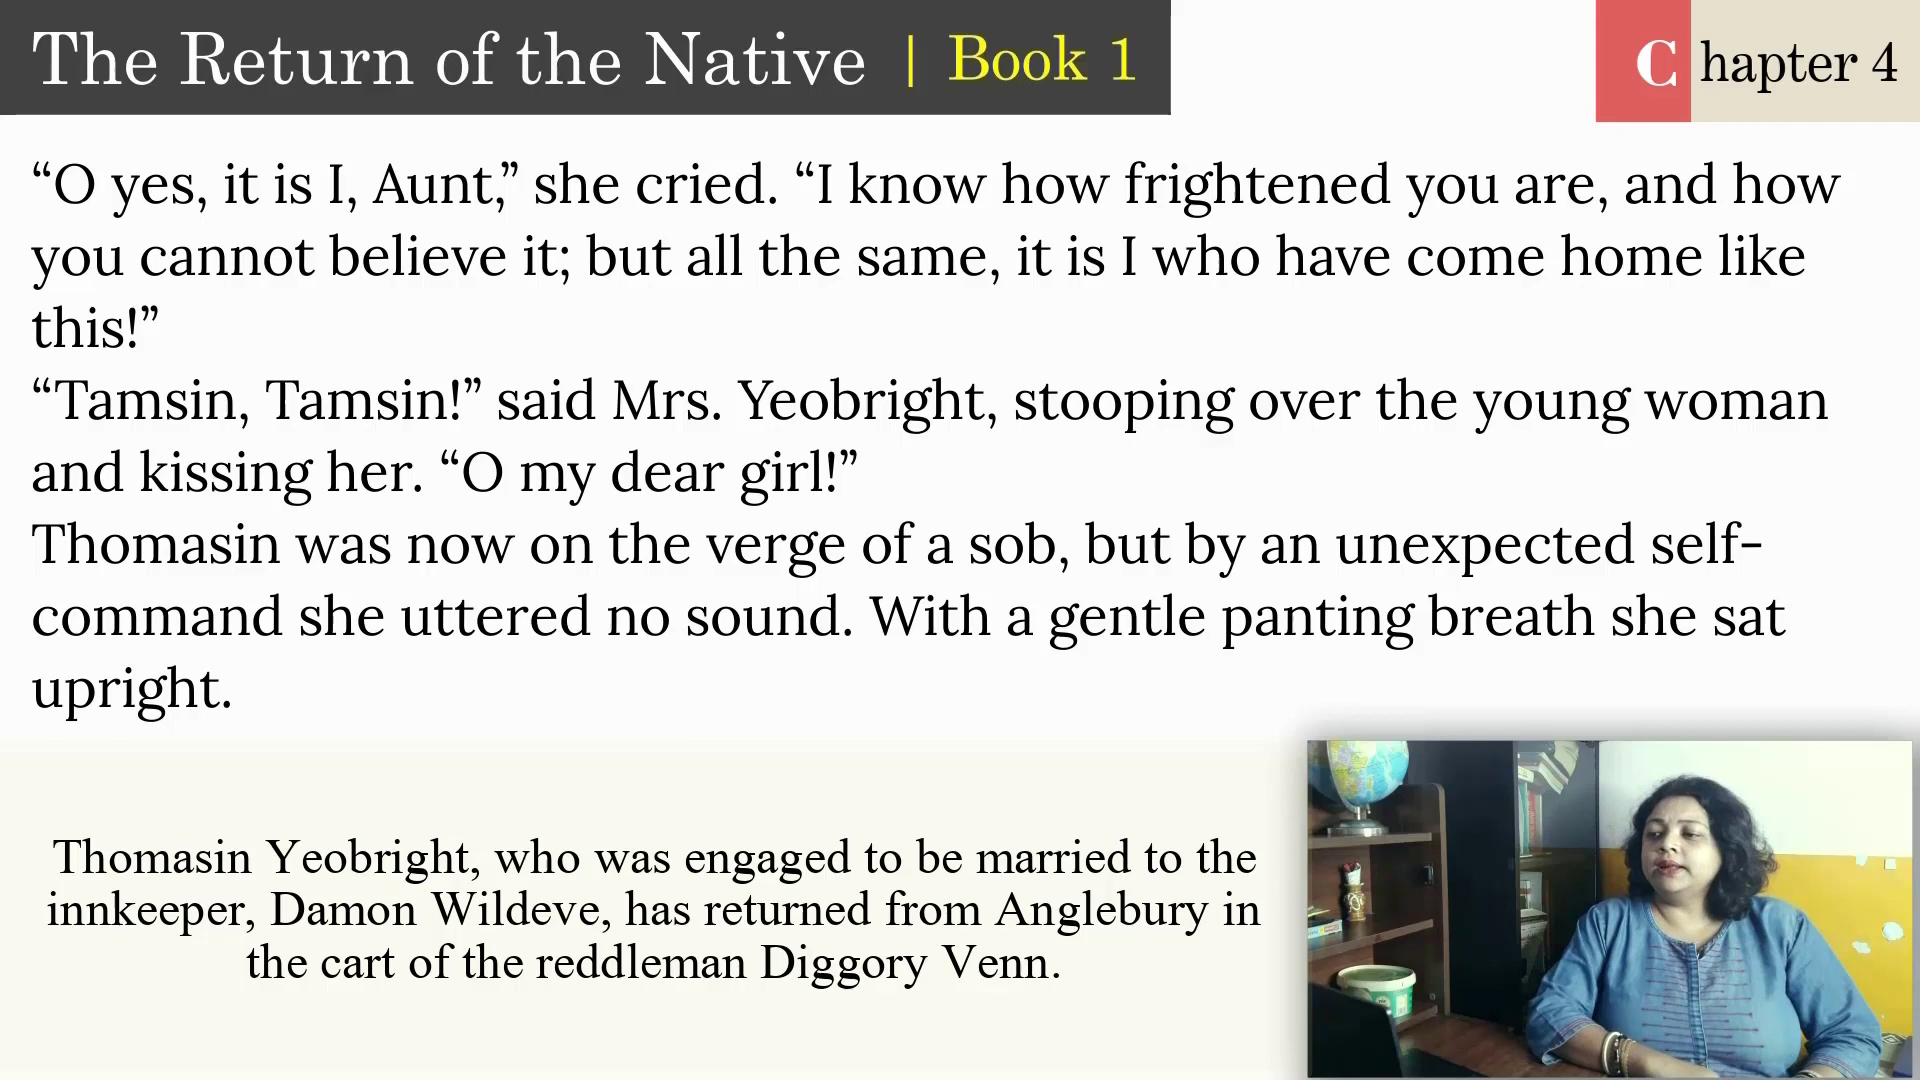 The Return of the Native | Book 1
Chapter 4
“O yes, it is I, Aunt,” she cried. “I know how frightened you are, and how
you cannot believe it; but all the same, it is I who have come home like
this!”
“Tamsin, Tamsin!” said Mrs. Yeobright, stooping over the young woman
and kissing her. “O my dear girl!”
Thomasin was now on the verge of a sob, but by an unexpected self-
command she uttered no sound. With a gentle panting breath she sat
upright.
Thomasin Yeobright, who was engaged to be married to the
innkeeper, Damon Wildeve, has returned from Anglebury in
the cart of the reddleman Diggory Venn.